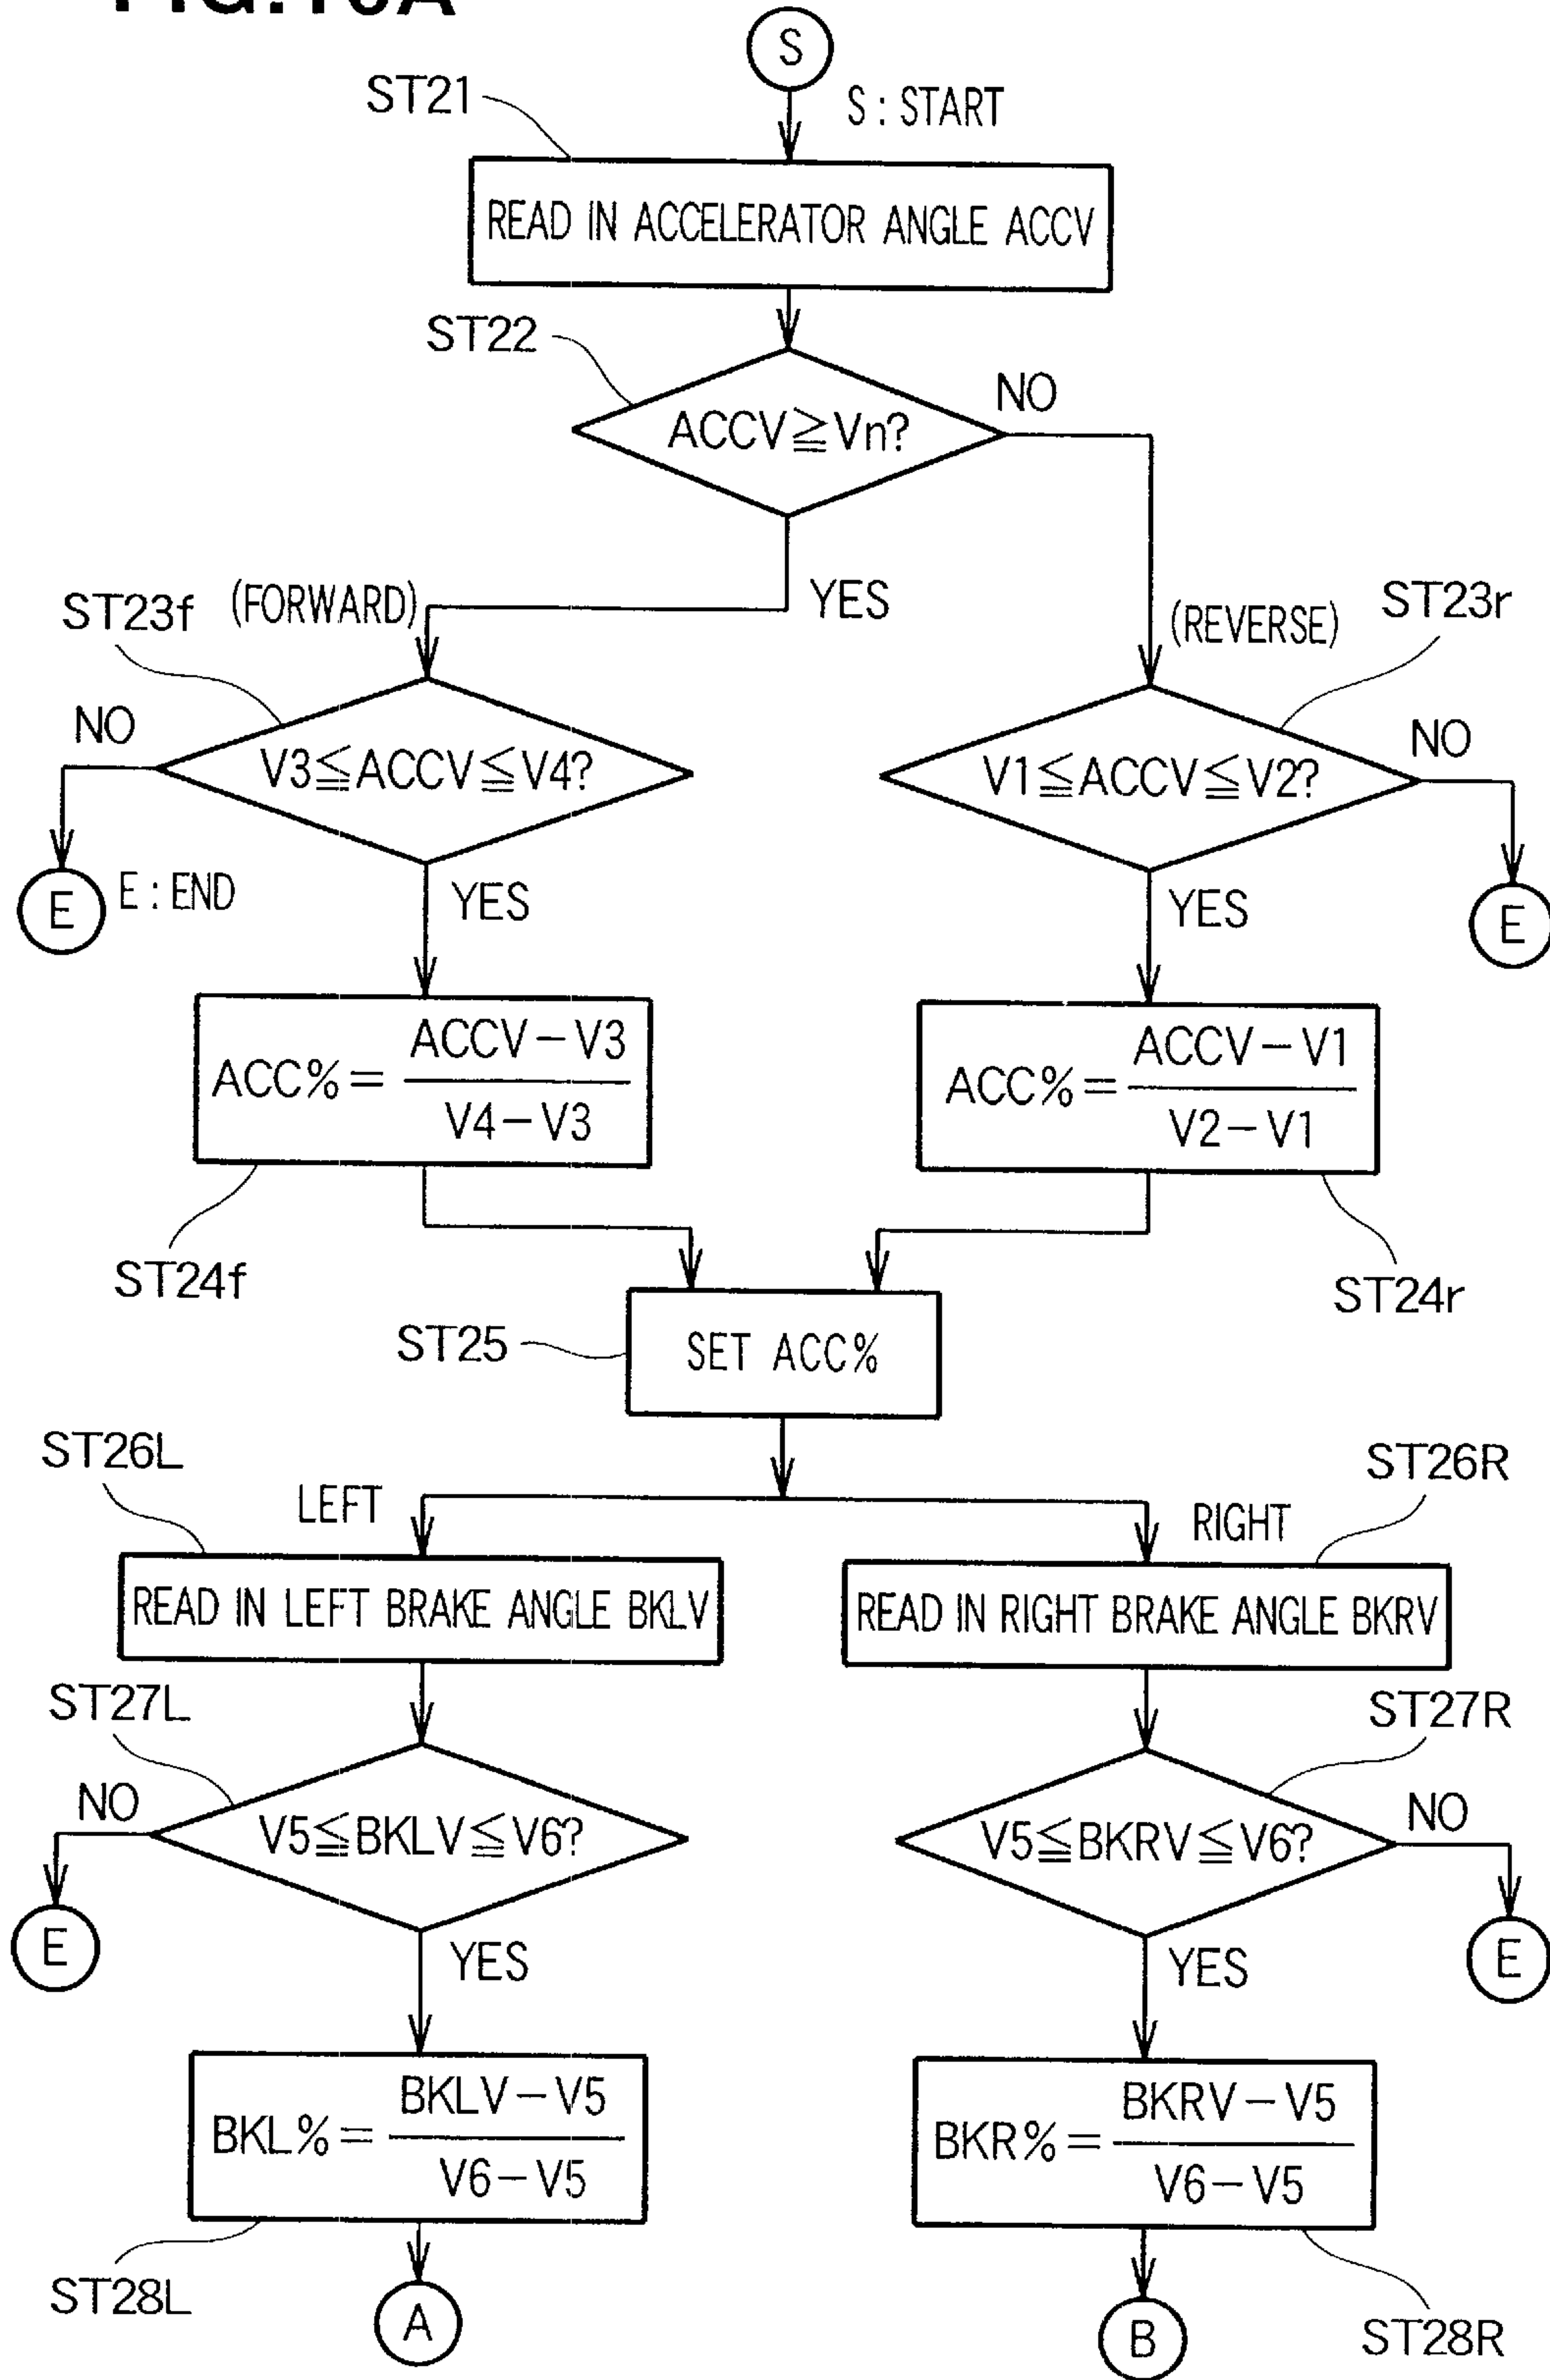 S
ST21
S : START
READ IN ACCELERATOR ANGLE ACCV
ST22
NO
ACCV≧Vn?
YES
ST23f
(FORWARD)
(REVERSE)
ST23r
NO
V3≦ACCV≦V4?
V1≦ACCV≦V2?
NO
E
E : END
YES
YES
E
ACC%=
ACCV-V3
V4-V3
ACC%=
ACCV-V1
V2-V1
ST24f
ST24r
ST25
SET ACC%
ST26L
ST26R
LEFT
RIGHT
READ IN LEFT BRAKE ANGLE BKLV
READ IN RIGHT BRAKE ANGLE BKRV
ST27L
ST27R
NO
V5≦BKLV≦V6?
V5≦BKRV≦V6?
NO
E
YES
YES
E
BKL%=
BKLV-V5
V6-V5
BKR%=
BKRV-V5
V6-V5
ST28L
A
B
ST28R